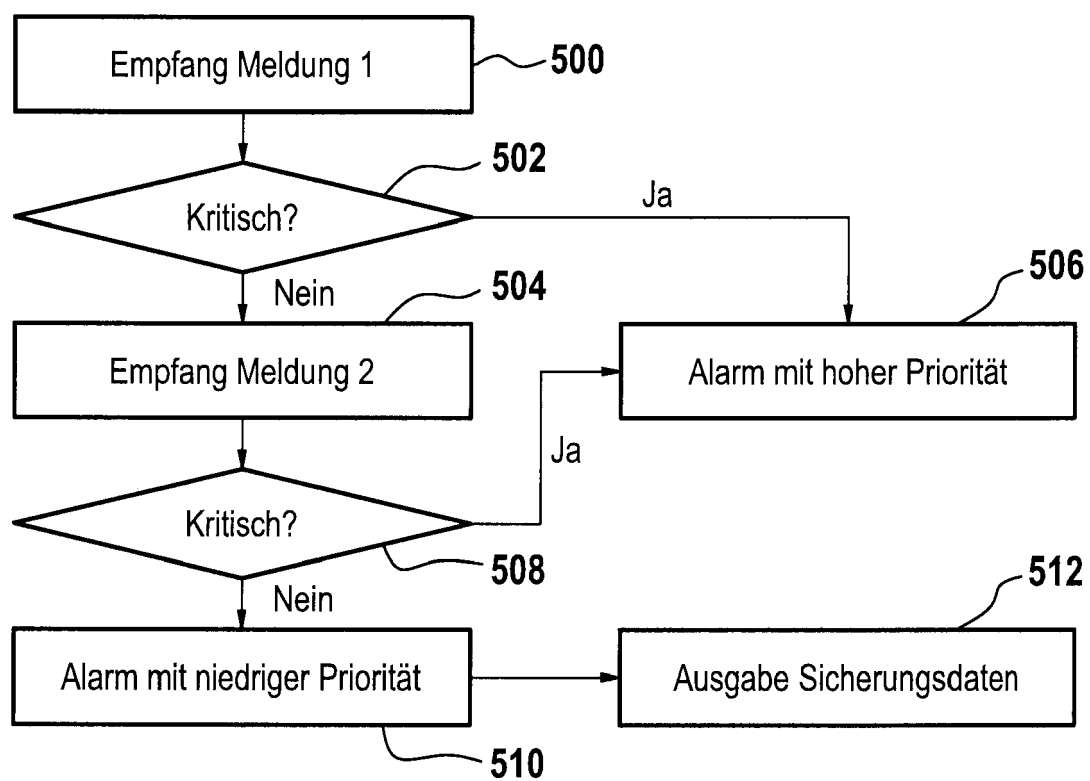 Empfang Meldung 1
500
502
Kritisch?
Ja
Nein
504
506
Empfang Meldung 2
Alarm mit hoher Priorität
Ja
Kritisch?
508
Nein
512
Alarm mit niedriger Priorität
Ausgabe Sicherungsdaten
510